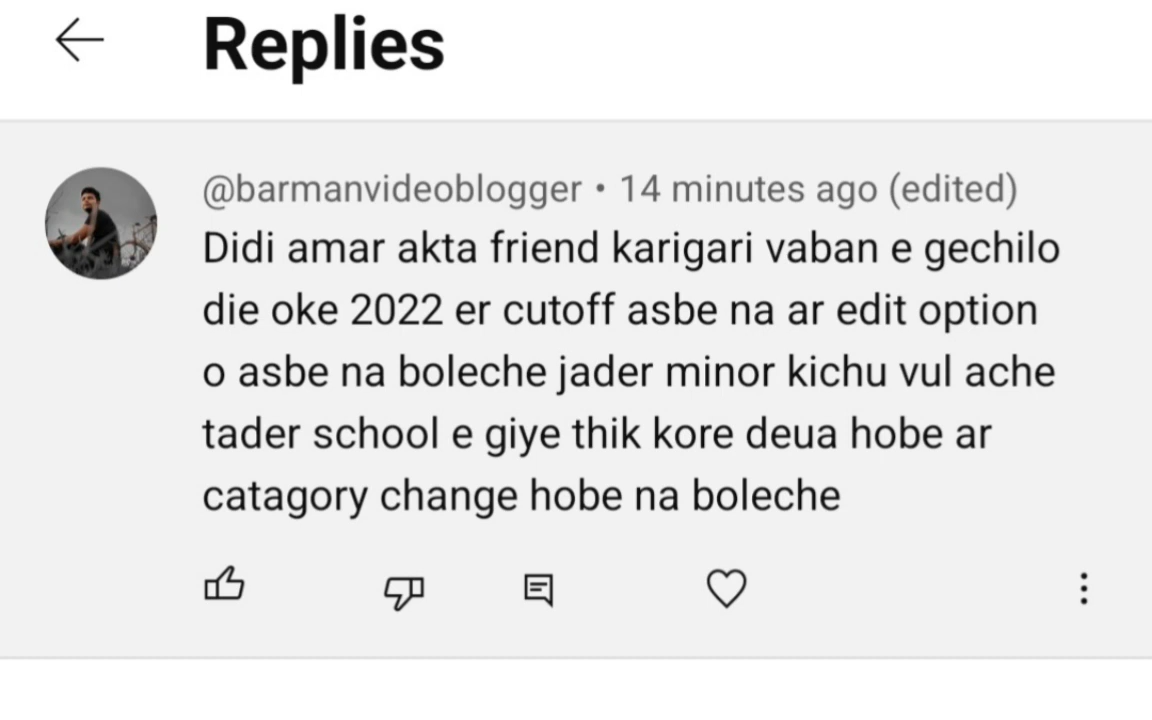 Replies
@barmanvideoblogger • 14 minutes ago (edited)
Didi amar akta friend karigari vaban e gechilo
die oke 2022 er cutoff asbe na ar edit option
o asbe na boleche jader minor kichu vul ache
tader school e giye thik kore deua hobe ar
catagory change hobe na boleche